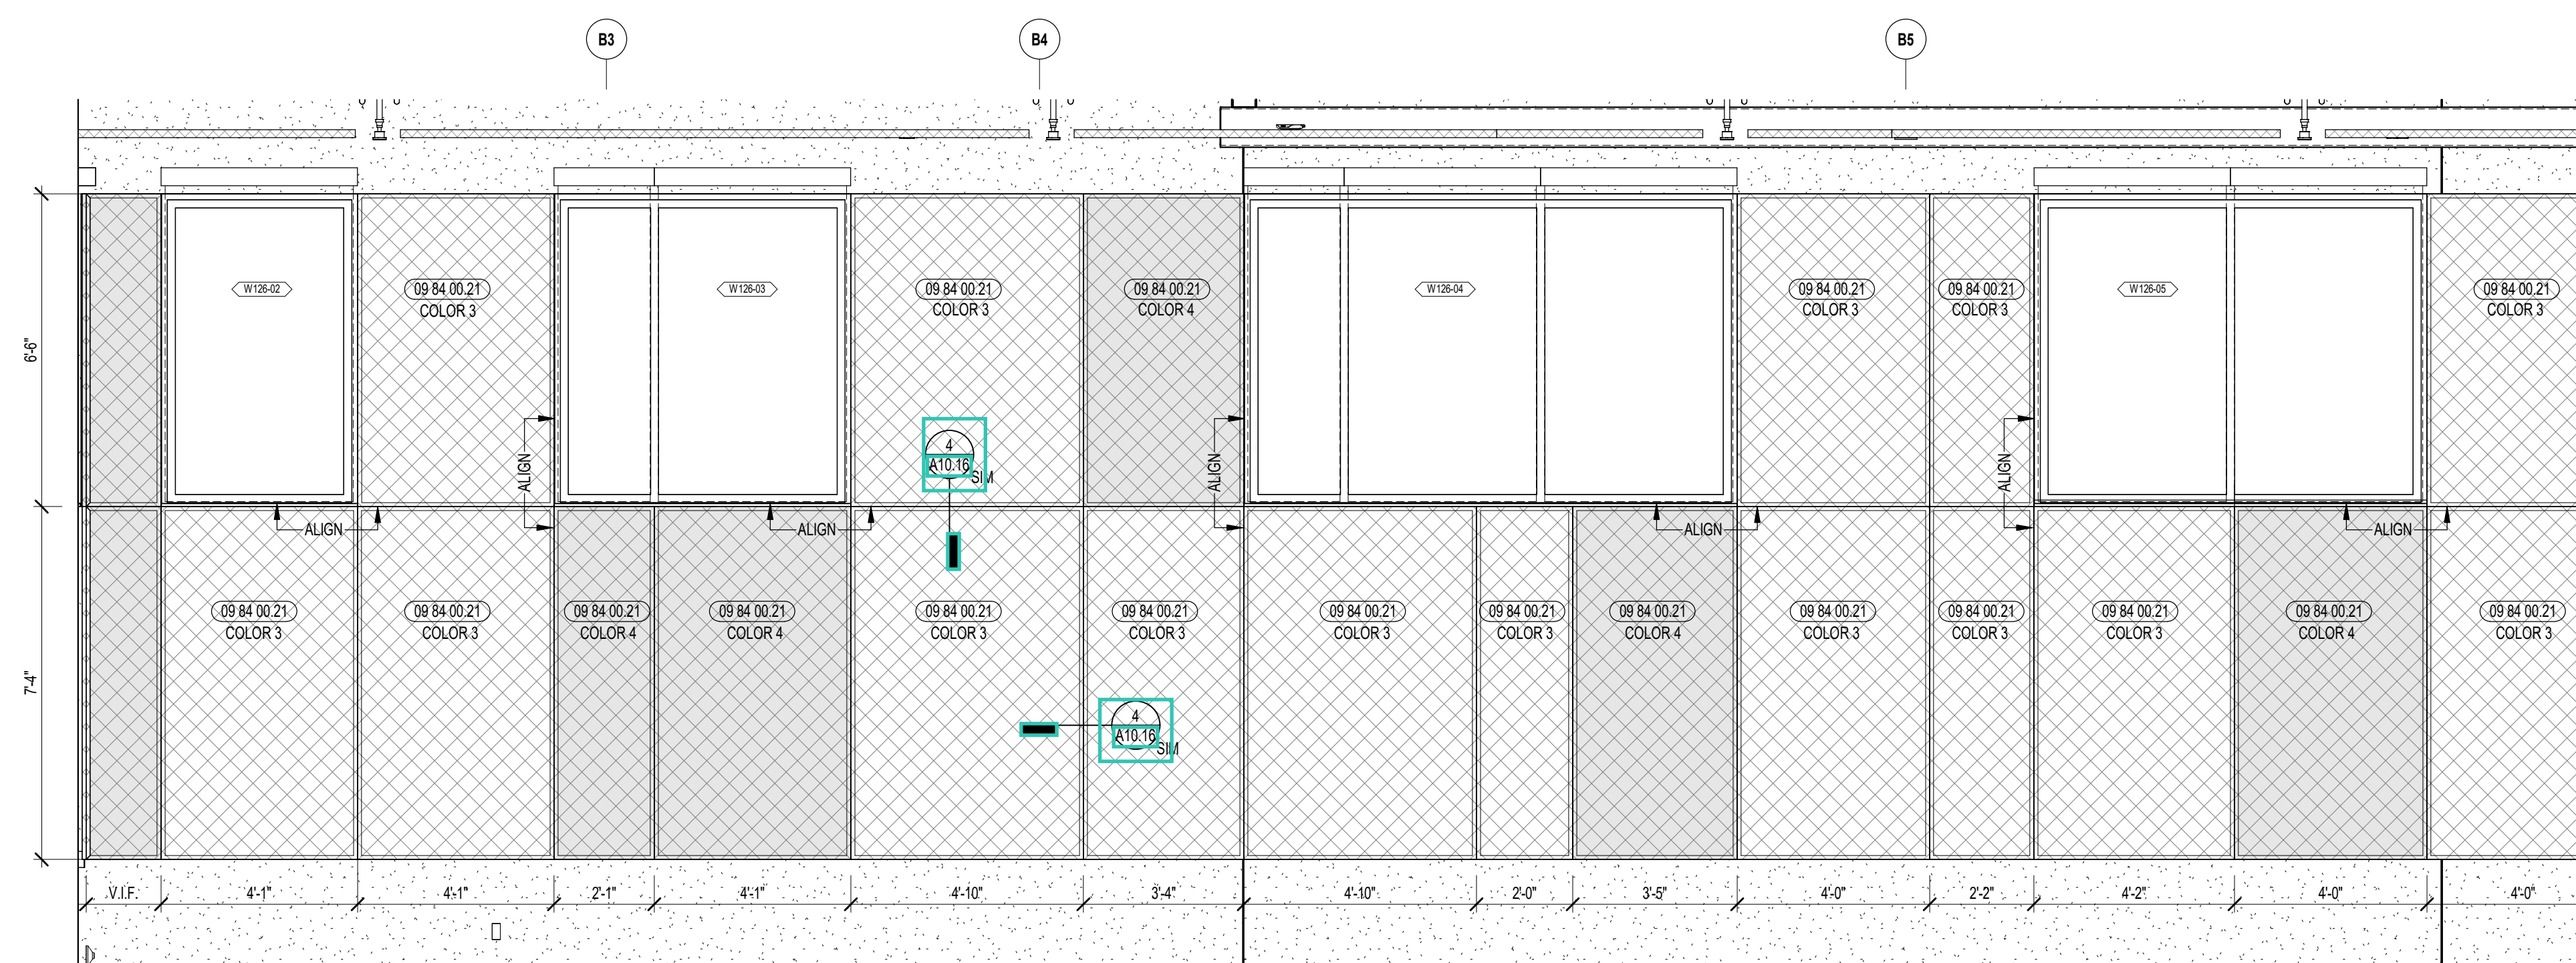 B3
B4
B5
W126-02
09 84 00.21
COLOR 3
W126-03
09 84 00.21
COLOR 3
09 84 00.21
COLOR 4
W126-04
09 84 00.21
COLOR 3
09 84 00.21
COLOR 3
W126-05
09 84 00.21
COLOR 3
6'-6"
4
A10.16
SIM
ALIGN
ALIGN
ALIGN
ALIGN
ALIGN
ALIGN
ALIGN
7'-4"
09 84 00.21
COLOR 3
09 84 00.21
COLOR 3
09 84 00.21
COLOR 4
09 84 00.21
COLOR 4
09 84 00.21
COLOR 3
09 84 00.21
COLOR 3
09 84 00.21
COLOR 3
09 84 00.21
COLOR 3
09 84 00.21
COLOR 4
09 84 00.21
COLOR 3
09 84 00.21
COLOR 3
09 84 00.21
COLOR 3
09 84 00.21
COLOR 4
09 84 00.21
COLOR 3
4
A10.16
SIM
V.I.F.
4'-1"
4'-1"
2'-1"
4'-1"
4'-10"
3'-4"
4'-10"
2'-0"
3'-5"
4'-0"
2'-2"
4'-2"
4'-0"
4'-0"